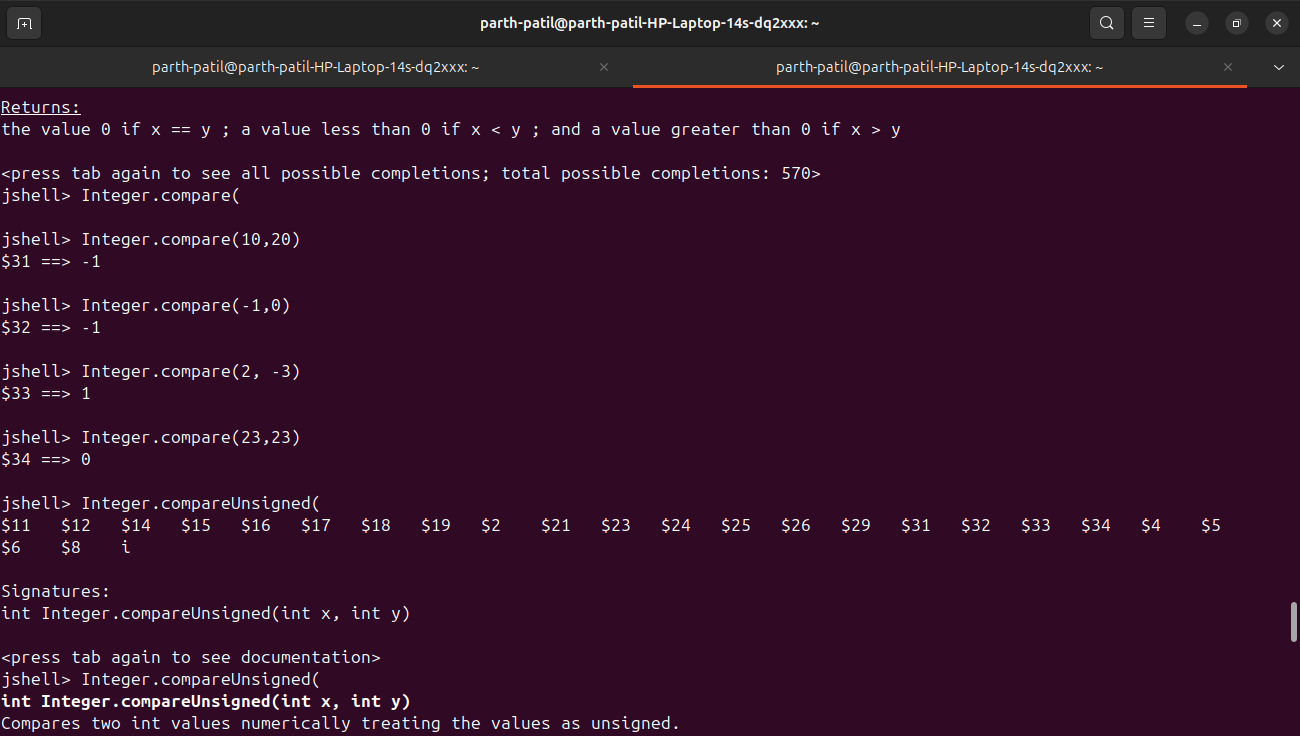 parth-patil@parth-patil-HP-Laptop-14s-dq2xxx: ~
parth-patil@parth-patil-HP-Laptop-14s-dq2xxx: ~
parth-patil@parth-patil-HP-Laptop-14s-dq2xxx: ~
Returns:
the value 0 if x == y ; a value less than 0 if x < y ; and a value greater than 0 if x > y
<press tab again to see all possible completions; total possible completions: 570>
jshell> Integer.compare(
jshell> Integer.compare(10,20)
$31 ==> -1
jshell> Integer.compare(-1,0)
$32 ==> -1
jshell> Integer.compare(2, -3)
$33 ==> 1
jshell> Integer.compare(23,23)
$34 ==> 0
jshell> Integer.compareUnsigned(
$11   $12   $14   $15   $16   $17   $18   $19   $2    $21   $23   $24   $25   $26   $29   $31   $32   $33   $34   $4    $5
$6    $8    i
Signatures:
int Integer.compareUnsigned(int x, int y)
<press tab again to see documentation>
jshell> Integer.compareUnsigned(
int Integer.compareUnsigned(int x, int y)
Compares two int values numerically treating the values as unsigned.